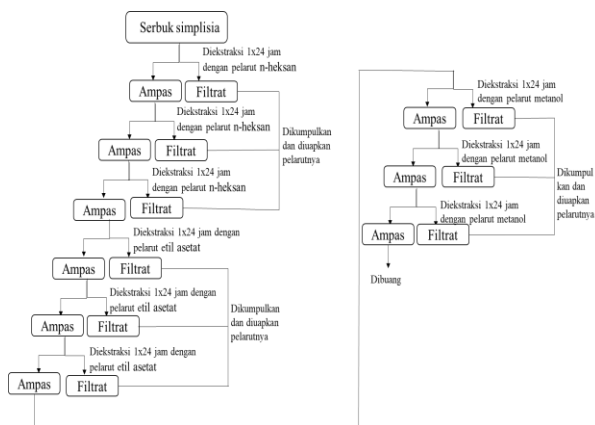 Serbuk simplisia
Diekstraksi 1x24 jam
dengan pelarut n-heksan
Ampas
Filtrat
Diekstraksi 1x24 jam
dengan pelarut n-heksan
Ampas
Filtrat
Dikumpulkan
dan diuapkan
pelarutnya
Diekstraksi 1x24 jam
dengan pelarut n-heksan
Ampas
Filtrat
Diekstraksi 1x24 jam dengan
pelarut etil asetat
Ampas
Filtrat
Diekstraksi 1x24 jam dengan
pelarut etil asetat
Ampas
Filtrat
Dikumpulkan
dan diuapkan
pelarutnya
Diekstraksi 1x24 jam dengan
pelarut etil asetat
Ampas
Filtrat
Diekstraksi 1x24 jam
dengan pelarut metanol
Ampas
Filtrat
Diekstraksi 1x24 jam
dengan pelarut metanol
Ampas
Filtrat
Dikumpul
kan dan
diuapkan
pelarutnya
Diekstraksi 1x24 jam
dengan pelarut metanol
Ampas
Filtrat
Dibuang